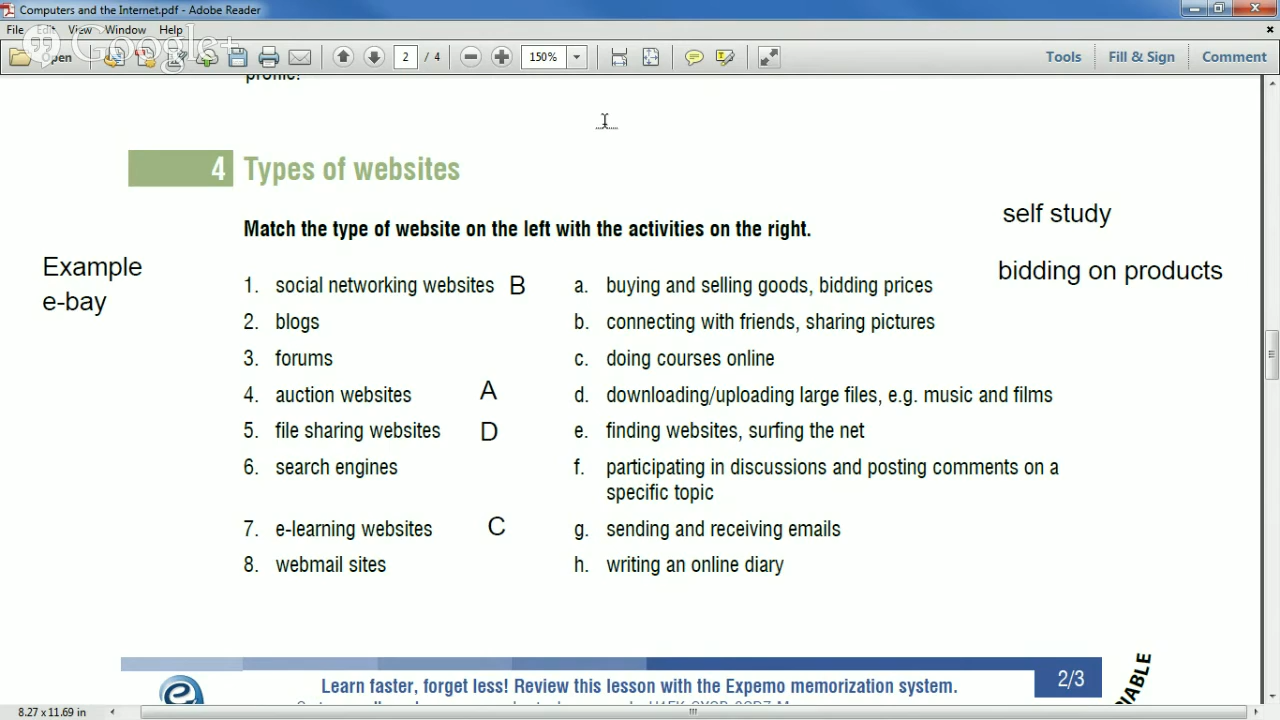 Computers and the Internet.pdf - Adobe Reader
File Edit View Window Help
Google+
Open
2 / 4
150%
Tools
Fill & Sign
Comment
profile?
4 Types of websites
Match the type of website on the left with the activities on the right.
self study
Example
e-bay
bidding on products
1. social networking websites B
a. buying and selling goods, bidding prices
2. blogs
b. connecting with friends, sharing pictures
3. forums
c. doing courses online
4. auction websites A
d. downloading/uploading large files, e.g. music and films
5. file sharing websites D
e. finding websites, surfing the net
6. search engines
f. participating in discussions and posting comments on a
specific topic
7. e-learning websites C
g. sending and receiving emails
8. webmail sites
h. writing an online diary
Learn faster, forget less! Review this lesson with the Expemo memorization system.
2/3
8.27 x 11.69 in